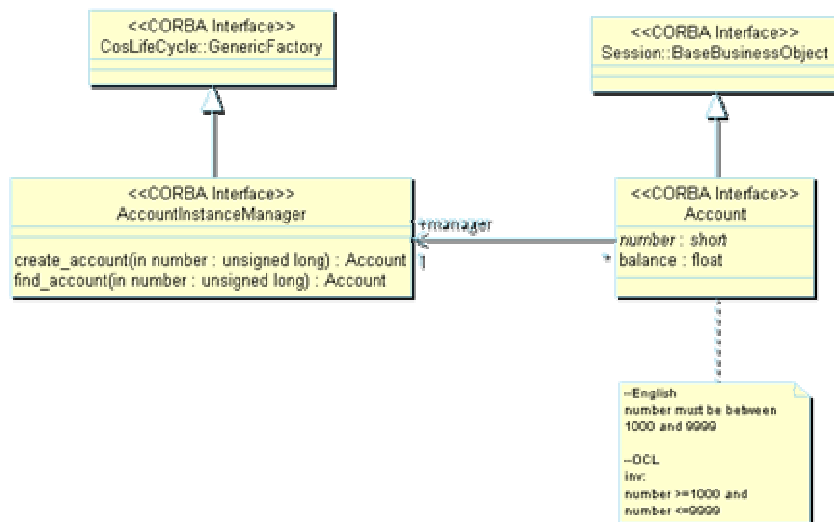 <<CORBA Interface>>
CosLifeCycle::GenericFactory
<<CORBA Interface>>
Session::BaseBusinessObject
<<CORBA Interface>>
AccountInstanceManager
create_account(in number : unsigned long) : Account
find_account(in number : unsigned long) : Account
+manager
1
*
<<CORBA Interface>>
Account
number : short
balance : float
--English
number must be between
1000 and 9999
--OCL
inv:
number >=1000 and
number <=9999